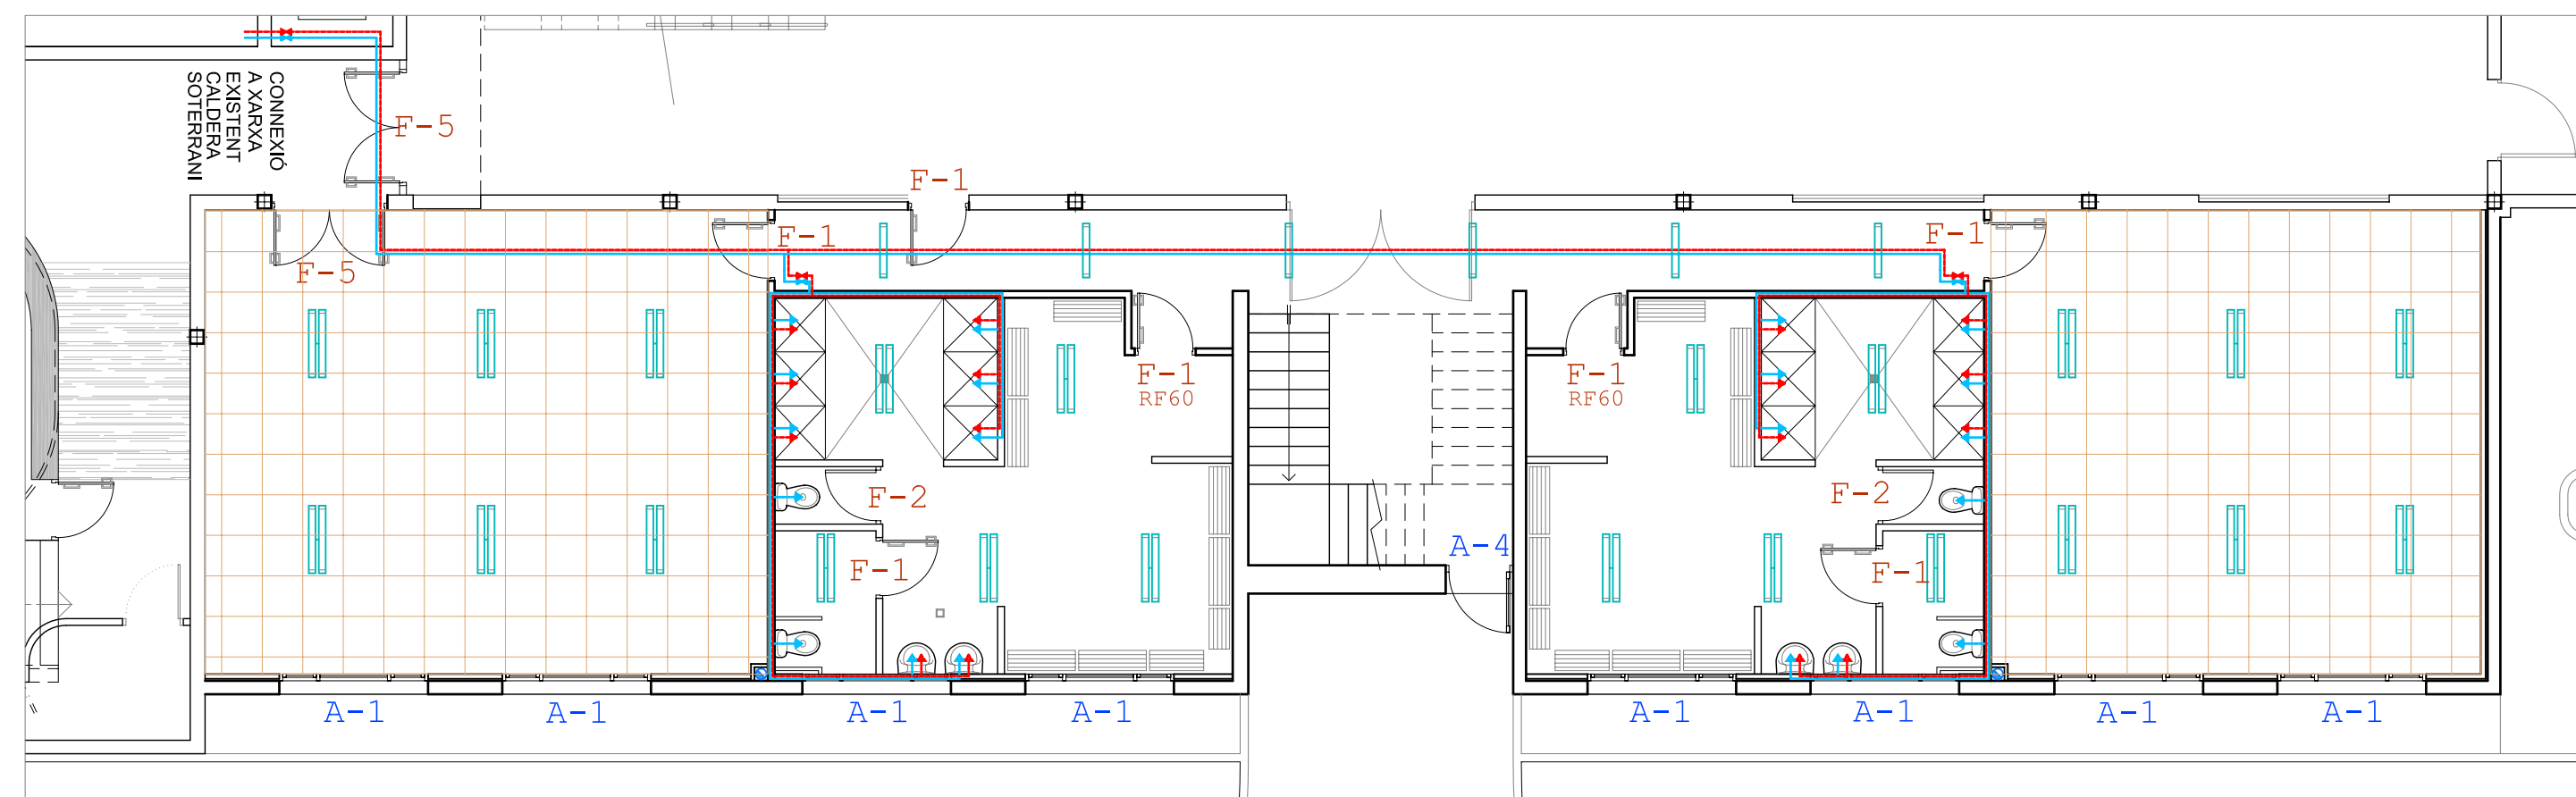 CONNEXIÓ
A XARXA
EXISTENT
CALDERA
SOTERRANI
F-5
F-1
F-1
F-1
F-5
F-1
RF60
F-1
RF60
F-2
F-2
A-4
F-1
F-1
A-1
A-1
A-1
A-1
A-1
A-1
A-1
A-1